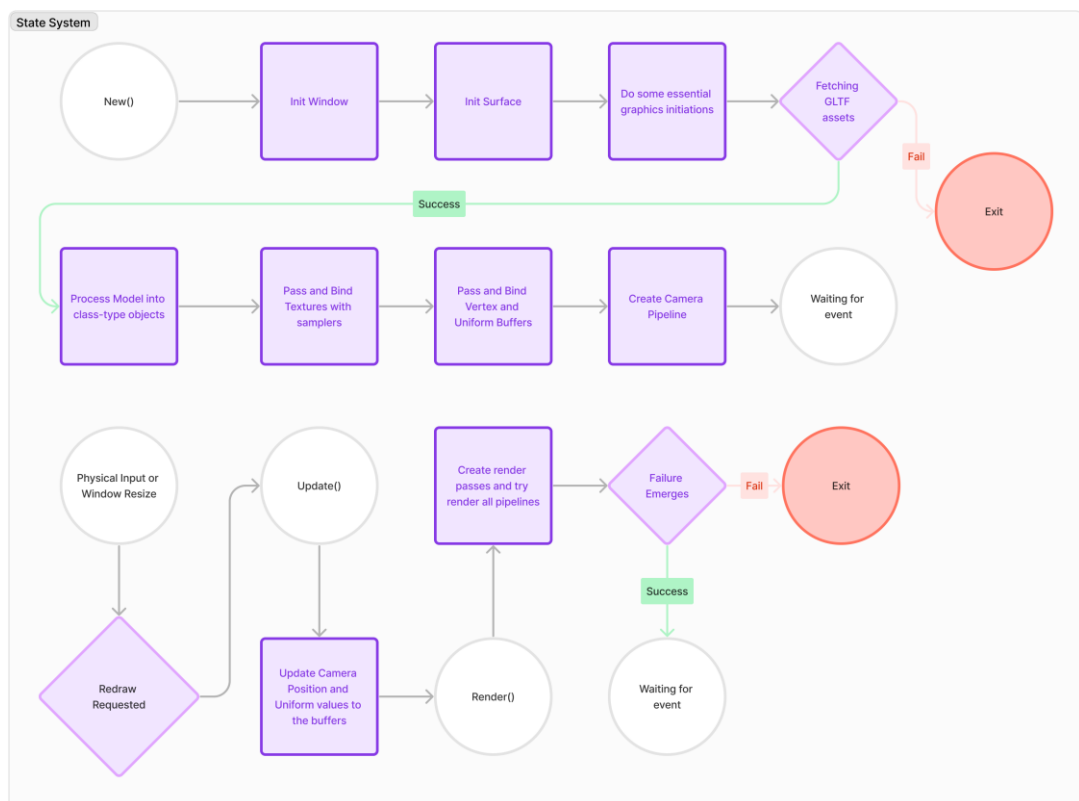 State System
New()
Init Window
Init Surface
Do some essential
graphics initiations
Fetching
GLTF
assets
Fail
Exit
Success
Process Model into
class-type objects
Pass and Bind
Textures with
samplers
Pass and Bind
Vertex and
Uniform Buffers
Create Camera
Pipeline
Waiting for
event
Physical Input or
Window Resize
Update()
Create render
passes and try
render all pipelines
Failure
Emerges
Fail
Exit
Success
Redraw
Requested
Update Camera
Position and
Uniform values to
the buffers
Render()
Waiting for
event